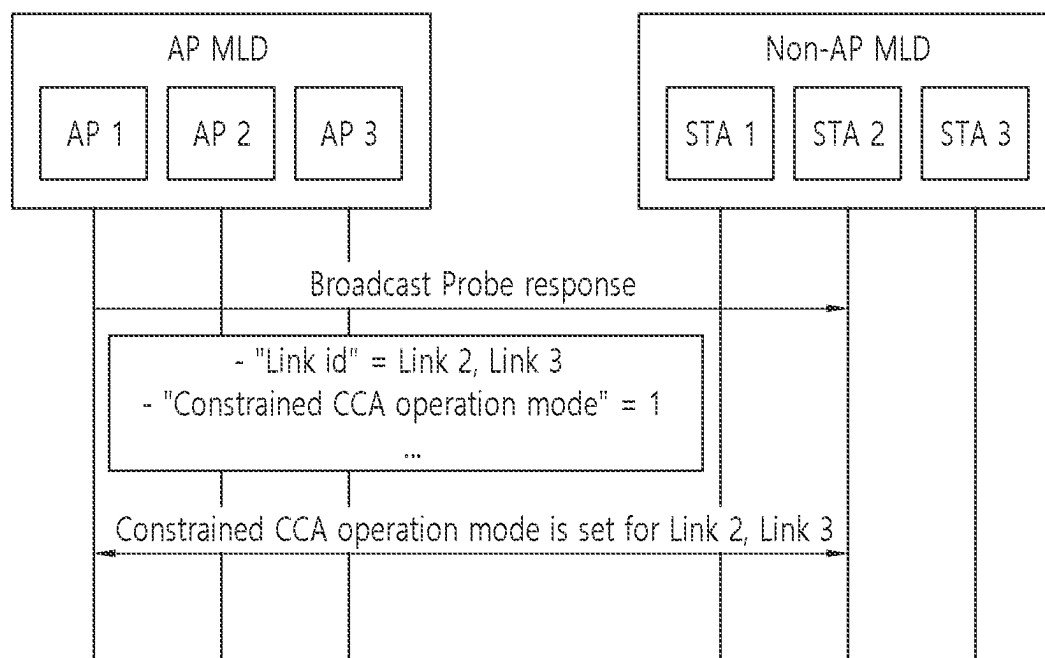 AP MLD
Non-AP MLD
AP 1
AP 2
AP 3
STA 1
STA 2
STA 3
Broadcast Probe response
- "Link id" = Link 2, Link 3
- "Constrained CCA operation mode" = 1
...
Constrained CCA operation mode is set for Link 2, Link 3